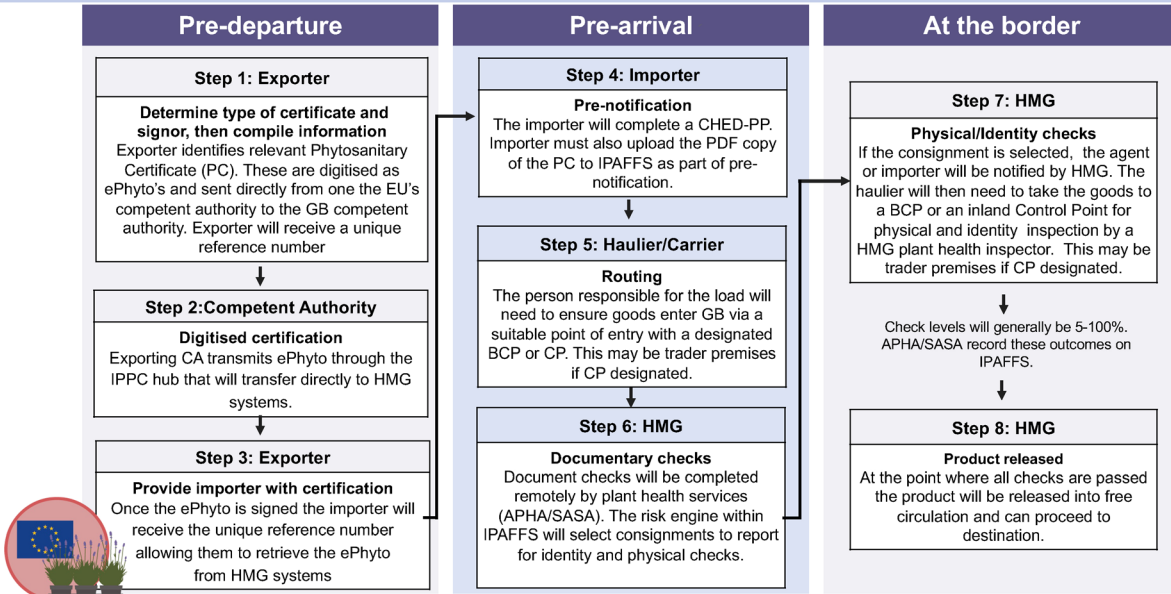 Pre-departure
Step 1: Exporter
Determine type of certificate and
signor, then compile information
Exporter identifies relevant Phytosanitary
Certificate (PC). These are digitised as
ePhyto's and sent directly from one the EU's
competent authority to the GB competent
authority. Exporter will receive a unique
reference number
Step 2:Competent Authority
Digitised certification
Exporting CA transmits ePhyto through the
IPPC hub that will transfer directly to HMG
systems.
Step 3: Exporter
Provide importer with certification
Once the ePhyto is signed the importer will
receive the unique reference number
allowing them to retrieve the ePhyto
from HMG systems
Pre-arrival
Step 4: Importer
Pre-notification
The importer will complete a CHED-PP.
Importer must also upload the PDF copy
of the PC to IPAFFS as part of pre-
notification.
Step 5: Haulier/Carrier
Routing
The person responsible for the load will
need to ensure goods enter GB via a
suitable point of entry with a designated
BCP or CP. This may be trader premises
if CP designated.
Step 6: HMG
Documentary checks
Document checks will be completed
remotely by plant health services
(APHA/SASA). The risk engine within
IPAFFS will select consignments to report
for identity and physical checks.
At the border
Step 7: HMG
Physical/Identity checks
If the consignment is selected, the agent
or importer will be notified by HMG. The
haulier will then need to take the goods to
a BCP or an inland Control Point for
physical and identity inspection by a
HMG plant health inspector. This may be
trader premises if CP designated.
Check levels will generally be 5-100%.
APHA/SASA record these outcomes on
IPAFFS.
Step 8: HMG
Product released
At the point where all checks are passed
the product will be released into free
circulation and can proceed to
destination.